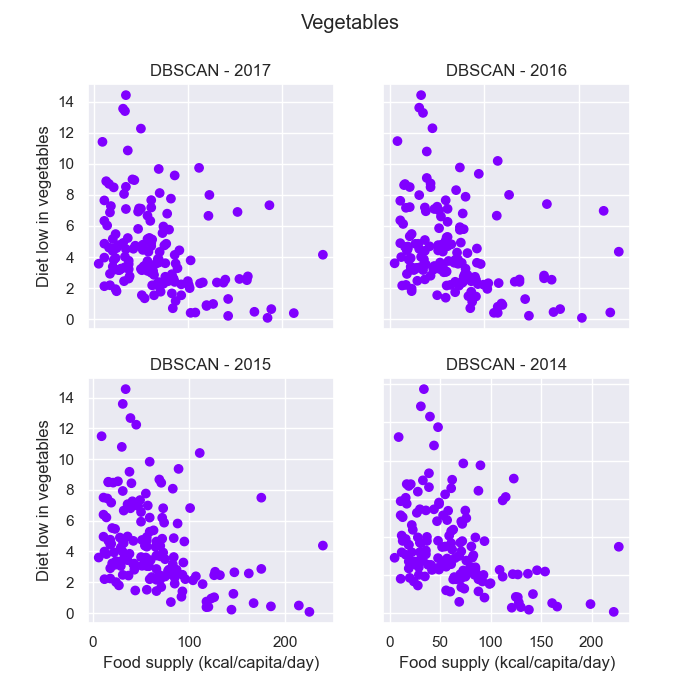 Vegetables
DBSCAN - 2017
DBSCAN - 2016
14
12
10
8
6
4
2
0
Diet low in vegetables
DBSCAN - 2015
DBSCAN - 2014
14
12
10
8
6
4
2
0
Diet low in vegetables
0 100 200
0 50 100 150 200
Food supply (kcal/capita/day)
Food supply (kcal/capita/day)